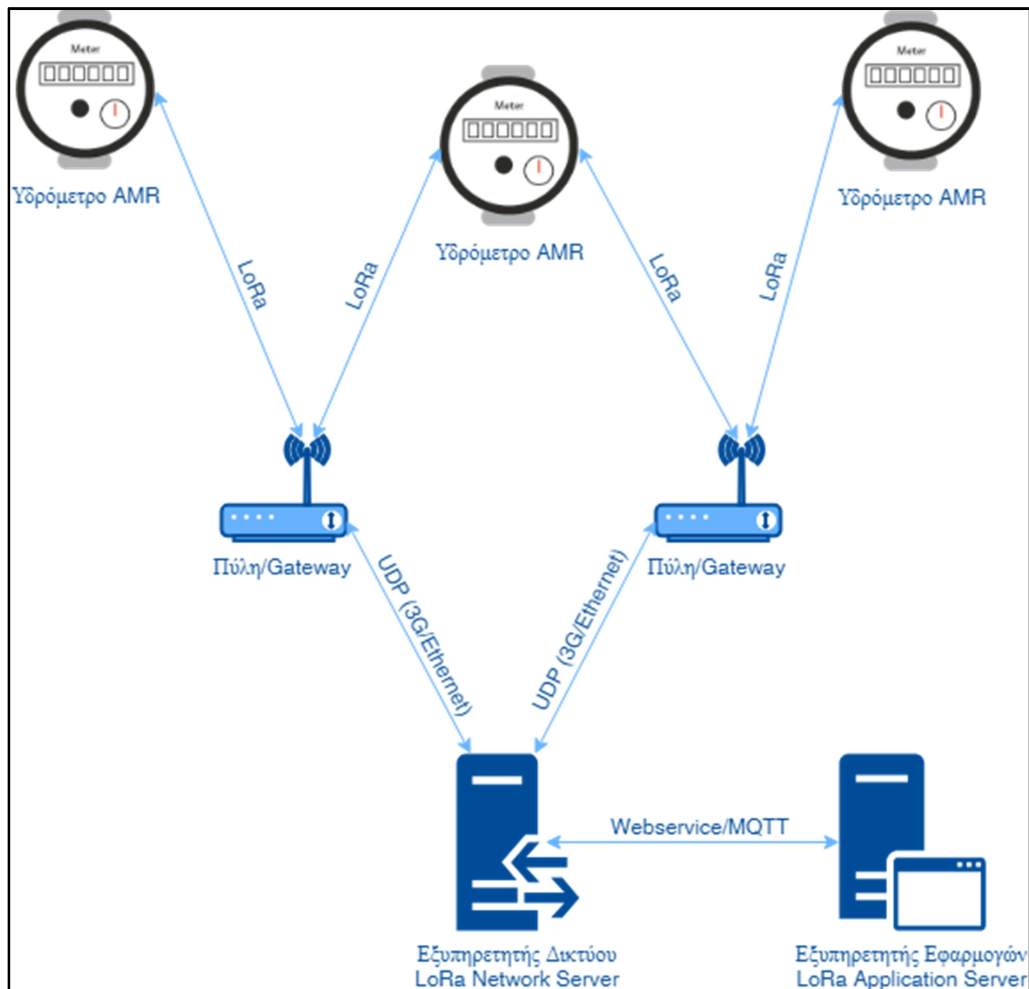 Meter
Meter
Meter
Υδρόμετρο AMR
Υδρόμετρο AMR
Υδρόμετρο AMR
LoRa
LoRa
LoRa
LoRa
Πύλη/Gateway
Πύλη/Gateway
UDP (3G/Ethernet)
UDP (3G/Ethernet)
Webservice/MQTT
Εξυπηρετητής Δικτύου
LoRa Network Server
Εξυπηρετητής Εφαρμογών
LoRa Application Server